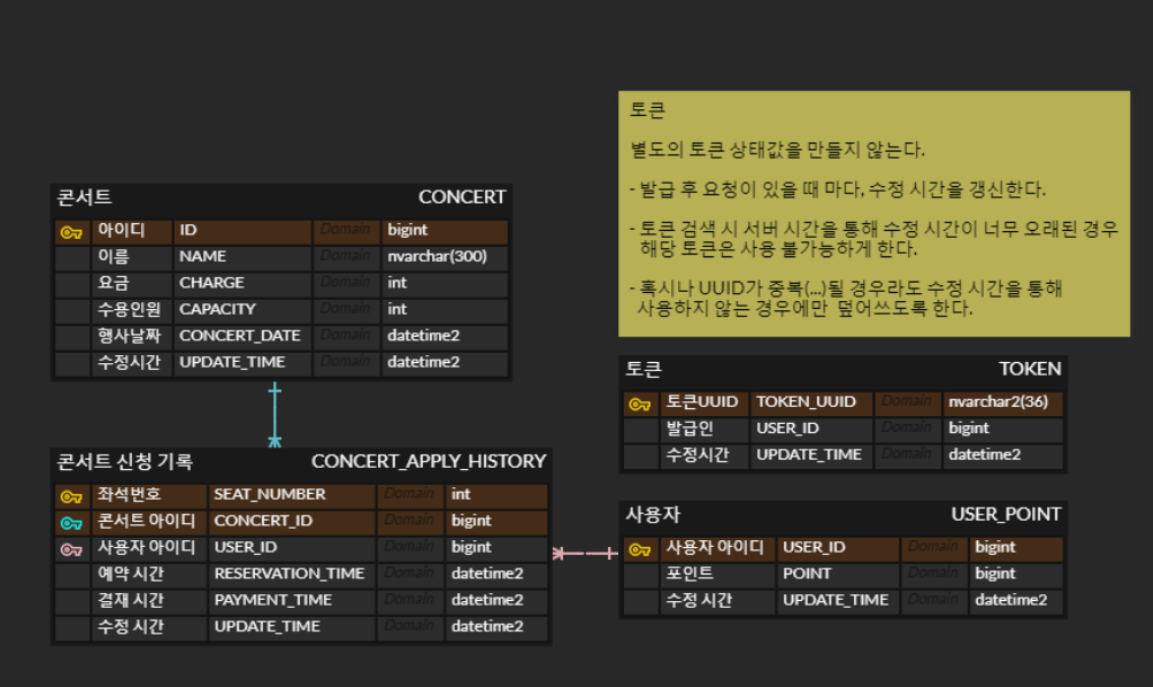 토큰
별도의 토큰 상태값을 만들지 않는다.
- 발급 후 요청이 있을 때 마다, 수정 시간을 갱신한다.
- 토큰 검색 시 서버 시간을 통해 수정 시간이 너무 오래된 경우
해당 토큰은 사용 불가능하게 한다.
- 혹시나 UUID가 중복(...)될 경우라도 수정 시간을 통해
사용하지 않는 경우에만 덮어쓰도록 한다.
콘서트 CONCERT
아이디 ID Domain bigint
이름 NAME Domain nvarchar(300)
요금 CHARGE Domain int
수용인원 CAPACITY Domain int
행사날짜 CONCERT_DATE Domain datetime2
수정시간 UPDATE_TIME Domain datetime2
토큰 TOKEN
토큰UUID TOKEN_UUID Domain nvarchar2(36)
발급인 USER_ID Domain bigint
수정시간 UPDATE_TIME Domain datetime2
콘서트 신청 기록 CONCERT_APPLY_HISTORY
좌석번호 SEAT_NUMBER Domain int
콘서트 아이디 CONCERT_ID Domain bigint
사용자 아이디 USER_ID Domain bigint
예약 시간 RESERVATION_TIME Domain datetime2
결재 시간 PAYMENT_TIME Domain datetime2
수정 시간 UPDATE_TIME Domain datetime2
사용자 USER_POINT
사용자 아이디 USER_ID Domain bigint
포인트 POINT Domain bigint
수정 시간 UPDATE_TIME Domain datetime2